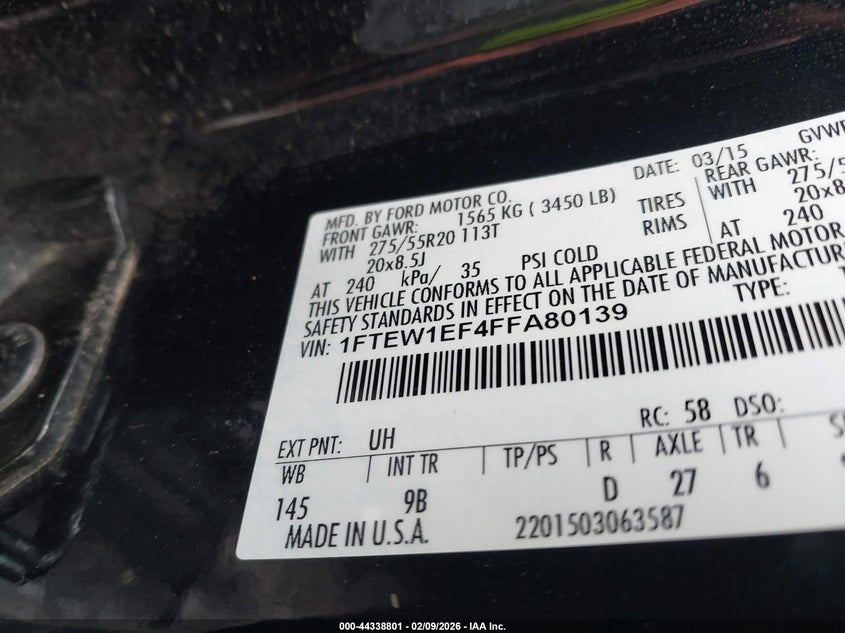 MFD. BY FORD MOTOR CO.
DATE: 03/15
GVWR
FRONT GAWR: 1565 KG ( 3450 LB)
REAR GAWR:
WITH 275/55R20 113T
TIRES
WITH 275/5
20x8.5J
RIMS
20x8.
AT 240 kPa/ 35 PSI COLD
AT 240
THIS VEHICLE CONFORMS TO ALL APPLICABLE FEDERAL MOTOR
SAFETY STANDARDS IN EFFECT ON THE DATE OF MANUFACTUR
VIN: 1FTEW1EF4FFA80139
TYPE:
EXT PNT: UH
RC: 58 DSO:
WB | INT TR | TP/PS | R | AXLE | TR |
145 9B D 27 6
MADE IN U.S.A.
2201503063587
000-44338801 - 02/09/2026 - IAA Inc.